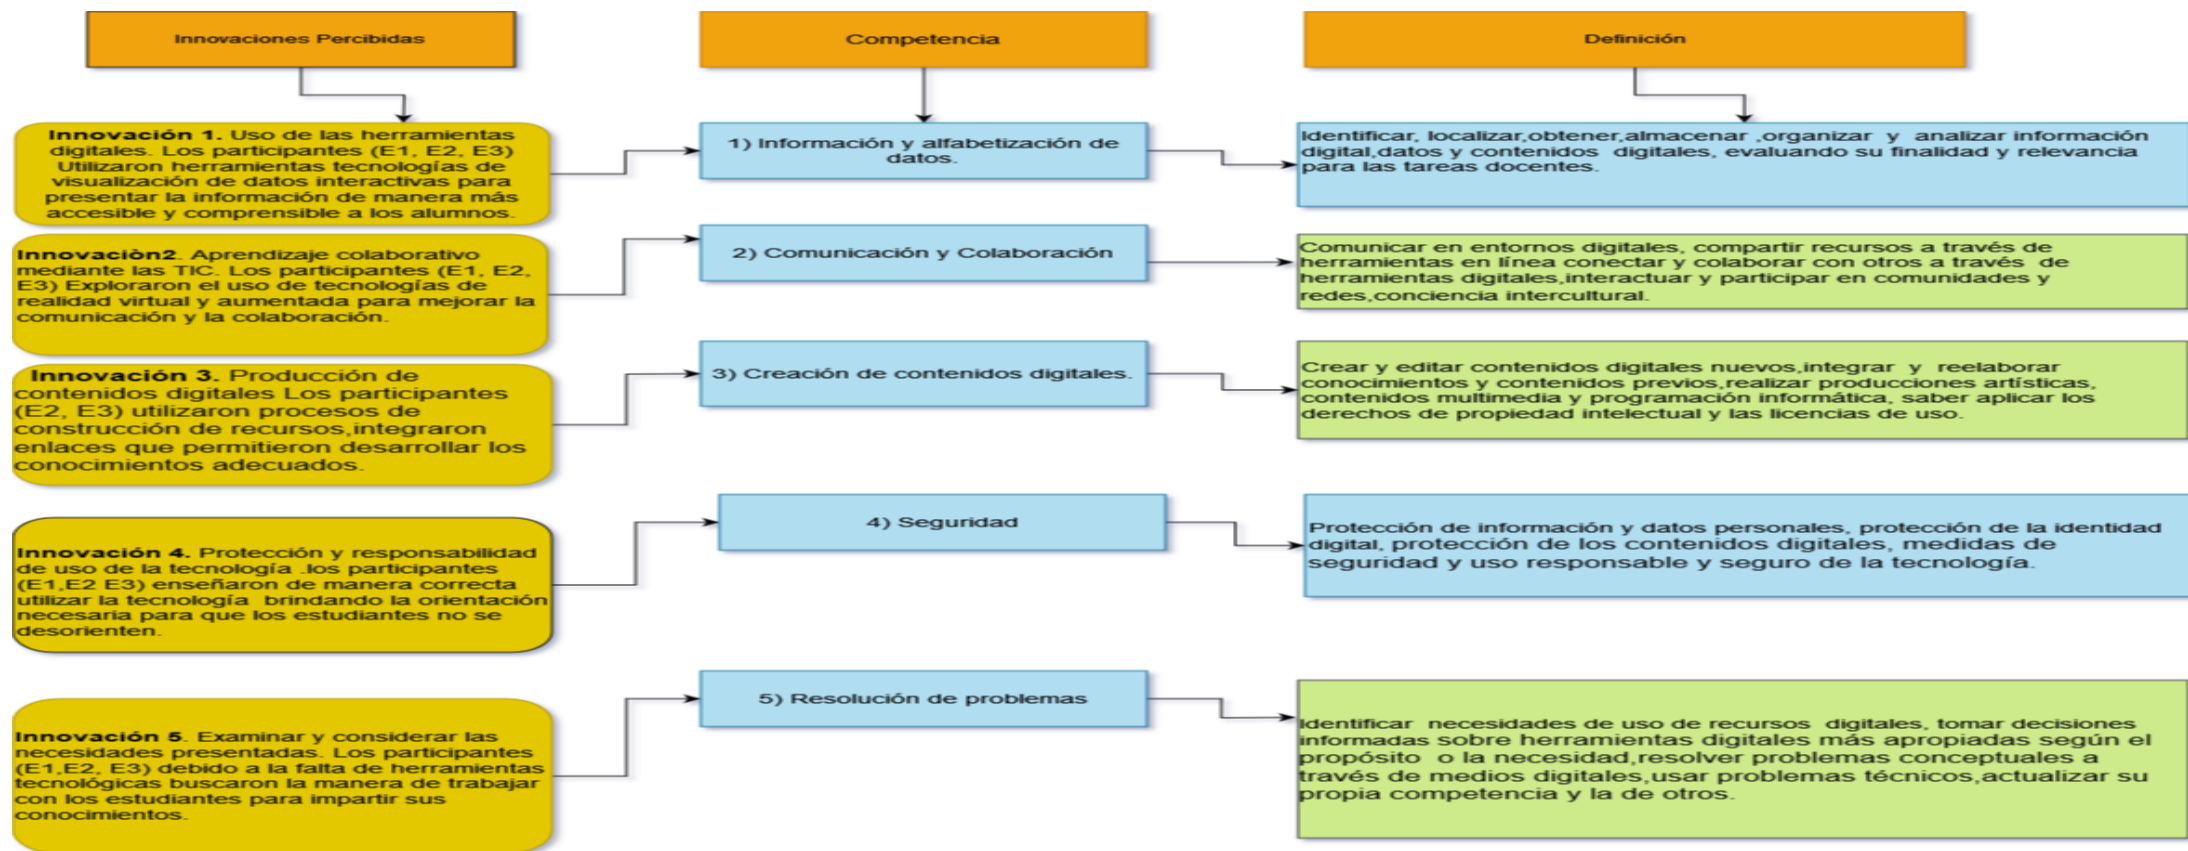 Innovaciones Percibidas
Competencia
Definición
Innovación 1. Uso de las herramientas
digitales. Los participantes (E1, E2, E3)
Utilizaron herramientas tecnologías de
visualización de datos interactivas para
presentar la información de manera más
accesible y comprensible a los alumnos.
1) Información y alfabetización de
datos.
Identificar, localizar,obtener,almacenar ,organizar y analizar información
digital,datos y contenidos digitales, evaluando su finalidad y relevancia
para las tareas docentes.
Innovaciòn2. Aprendizaje colaborativo
mediante las TIC. Los participantes (E1, E2,
E3) Exploraron el uso de tecnologías de
realidad virtual y aumentada para mejorar la
comunicación y la colaboración.
2) Comunicación y Colaboración
Comunicar en entornos digitales, compartir recursos a través de
herramientas en línea conectar y colaborar con otros a través de
herramientas digitales,interactuar y participar en comunidades y
redes,conciencia intercultural.
Innovación 3. Producción de
contenidos digitales Los participantes
(E2, E3) utilizaron procesos de
construcción de recursos,integraron
enlaces que permitieron desarrollar los
conocimientos adecuados.
3) Creación de contenidos digitales.
Crear y editar contenidos digitales nuevos,integrar y reelaborar
conocimientos y contenidos previos,realizar producciones artísticas,
contenidos multimedia y programación informática, saber aplicar los
derechos de propiedad intelectual y las licencias de uso.
Innovación 4. Protección y responsabilidad
de uso de la tecnología .los participantes
(E1,E2 E3) enseñaron de manera correcta
utilizar la tecnología brindando la orientación
necesaria para que los estudiantes no se
desorienten.
4) Seguridad
Protección de información y datos personales, protección de la identidad
digital, protección de los contenidos digitales, medidas de
seguridad y uso responsable y seguro de la tecnología.
Innovación 5. Examinar y considerar las
necesidades presentadas. Los participantes
(E1,E2, E3) debido a la falta de herramientas
tecnológicas buscaron la manera de trabajar
con los estudiantes para impartir sus
conocimientos.
5) Resolución de problemas
Identificar necesidades de uso de recursos digitales, tomar decisiones
informadas sobre herramientas digitales más apropiadas según el
propósito o la necesidad,resolver problemas conceptuales a
través de medios digitales,usar problemas técnicos,actualizar su
propia competencia y la de otros.